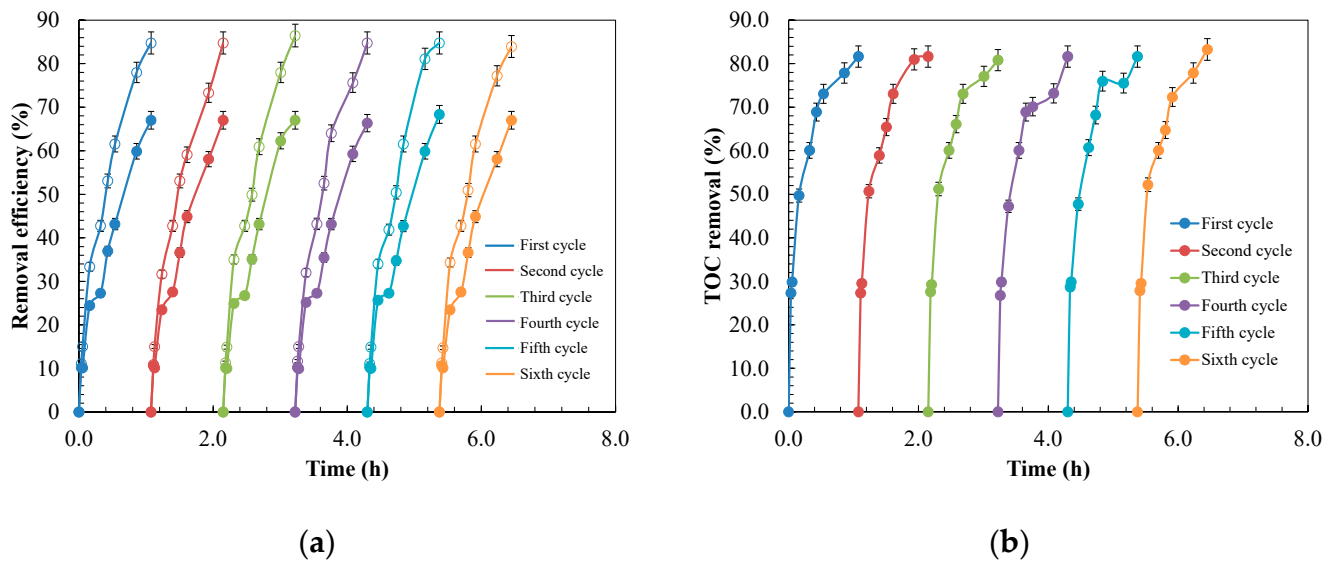 90
80
70
60
50
40
30
20
10
0
Removal efficiency (%)
First cycle
Second cycle
Third cycle
Fourth cycle
Fifth cycle
Sixth cycle
0.0 2.0 4.0 6.0 8.0
Time (h)
(a)
90.0
80.0
70.0
60.0
50.0
40.0
30.0
20.0
10.0
0.0
TOC removal (%)
First cycle
Second cycle
Third cycle
Fourth cycle
Fifth cycle
Sixth cycle
0.0 2.0 4.0 6.0 8.0
Time (h)
(b)